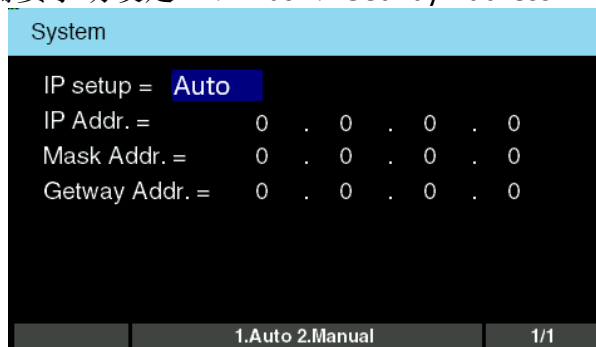 System
IP setup = Auto
IP Addr. = 0 . 0 . 0 . 0
Mask Addr. = 0 . 0 . 0 . 0
Getway Addr. = 0 . 0 . 0 . 0
1.Auto 2.Manual 1/1